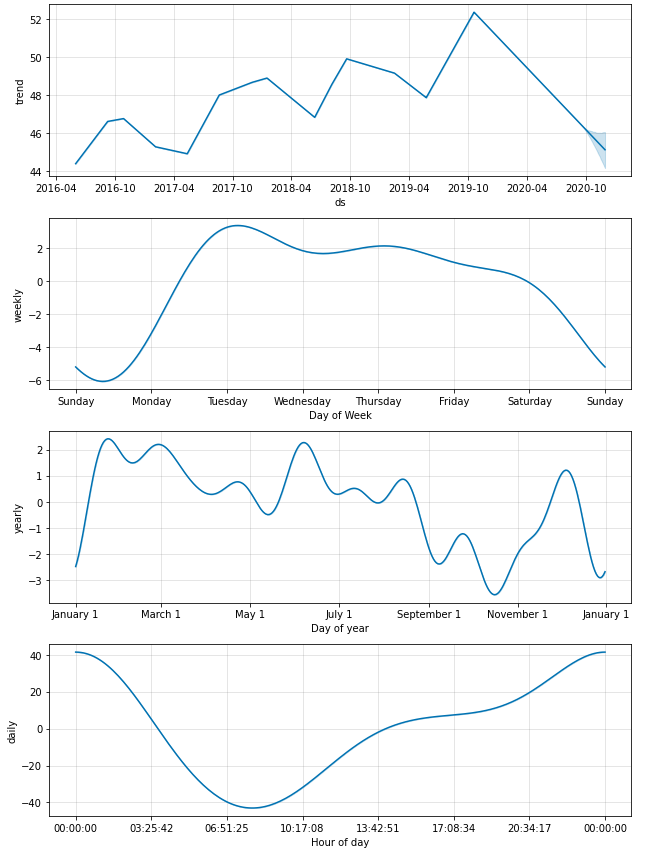 trend
52
50
48
46
44
2016-04 2016-10 2017-04 2017-10 2018-04 2018-10 2019-04 2019-10 2020-04 2020-10
ds
weekly
2
0
−2
−4
−6
Sunday Monday Tuesday Wednesday Thursday Friday Saturday Sunday
Day of Week
yearly
2
1
0
−1
−2
−3
January 1 March 1 May 1 July 1 September 1 November 1 January 1
Day of year
daily
40
20
0
−20
−40
00:00:00 03:25:42 06:51:25 10:17:08 13:42:51 17:08:34 20:34:17 00:00:00
Hour of day